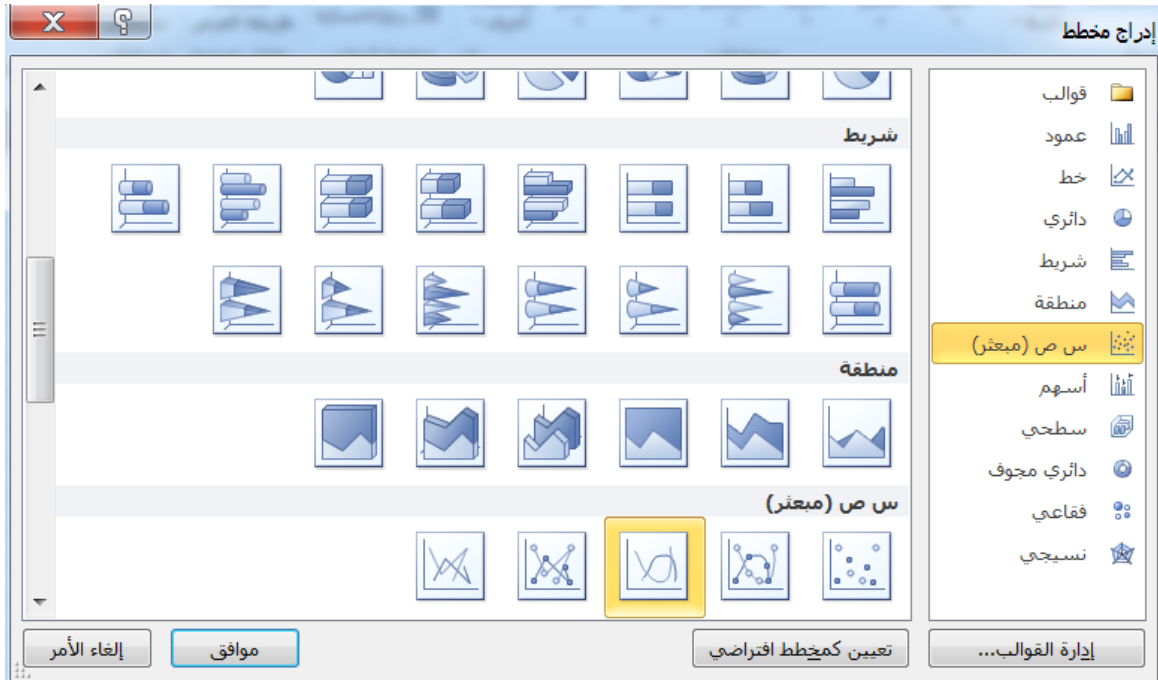 إدراج مخطط
قوالب
عمود
خط
دائري
شريط
منطقة
س ص (مبعثر)
أسهم
سطحي
دائري مجوف
فقاعي
نسيجي
شريط
منطقة
س ص (مبعثر)
إدارة القوالب...
تعيين كمخطط افتراضي
موافق
إلغاء الأمر